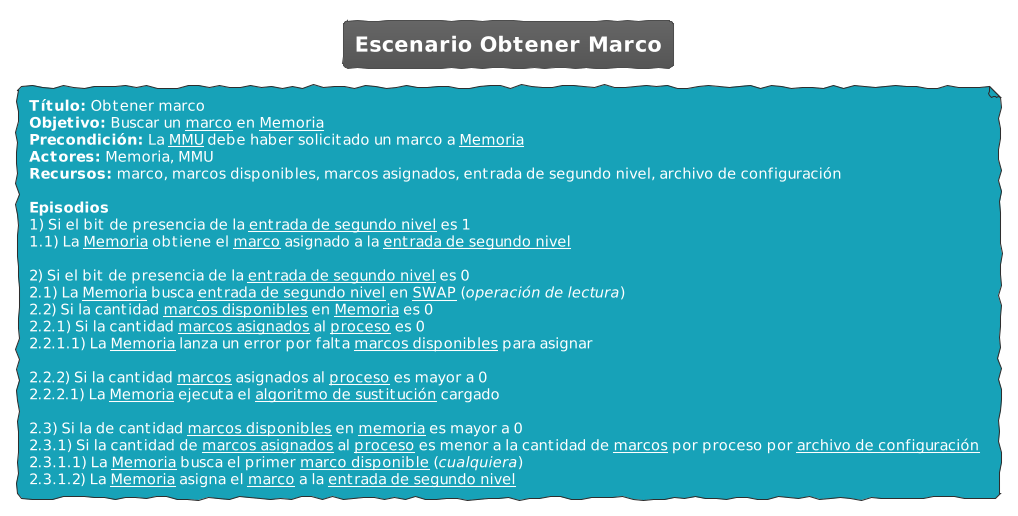 Escenario Obtener Marco
Título: Obtener marco
Objetivo: Buscar un marco en Memoria
Precondición: La MMU debe haber solicitado un marco a Memoria
Actores: Memoria, MMU
Recursos: marco, marcos disponibles, marcos asignados, entrada de segundo nivel, archivo de configuración
Episodios
1) Si el bit de presencia de la entrada de segundo nivel es 1
1.1) La Memoria obtiene el marco asignado a la entrada de segundo nivel
2) Si el bit de presencia de la entrada de segundo nivel es 0
2.1) La Memoria busca entrada de segundo nivel en SWAP (operación de lectura)
2.2) Si la cantidad marcos disponibles en Memoria es 0
2.2.1) Si la cantidad marcos asignados al proceso es 0
2.2.1.1) La Memoria lanza un error por falta marcos disponibles para asignar
2.2.2) Si la cantidad marcos asignados al proceso es mayor a 0
2.2.2.1) La Memoria ejecuta el algoritmo de sustitución cargado
2.3) Si la de cantidad marcos disponibles en memoria es mayor a 0
2.3.1) Si la cantidad de marcos asignados al proceso es menor a la cantidad de marcos por proceso por archivo de configuración
2.3.1.1) La Memoria busca el primer marco disponible (cualquiera)
2.3.1.2) La Memoria asigna el marco a la entrada de segundo nivel